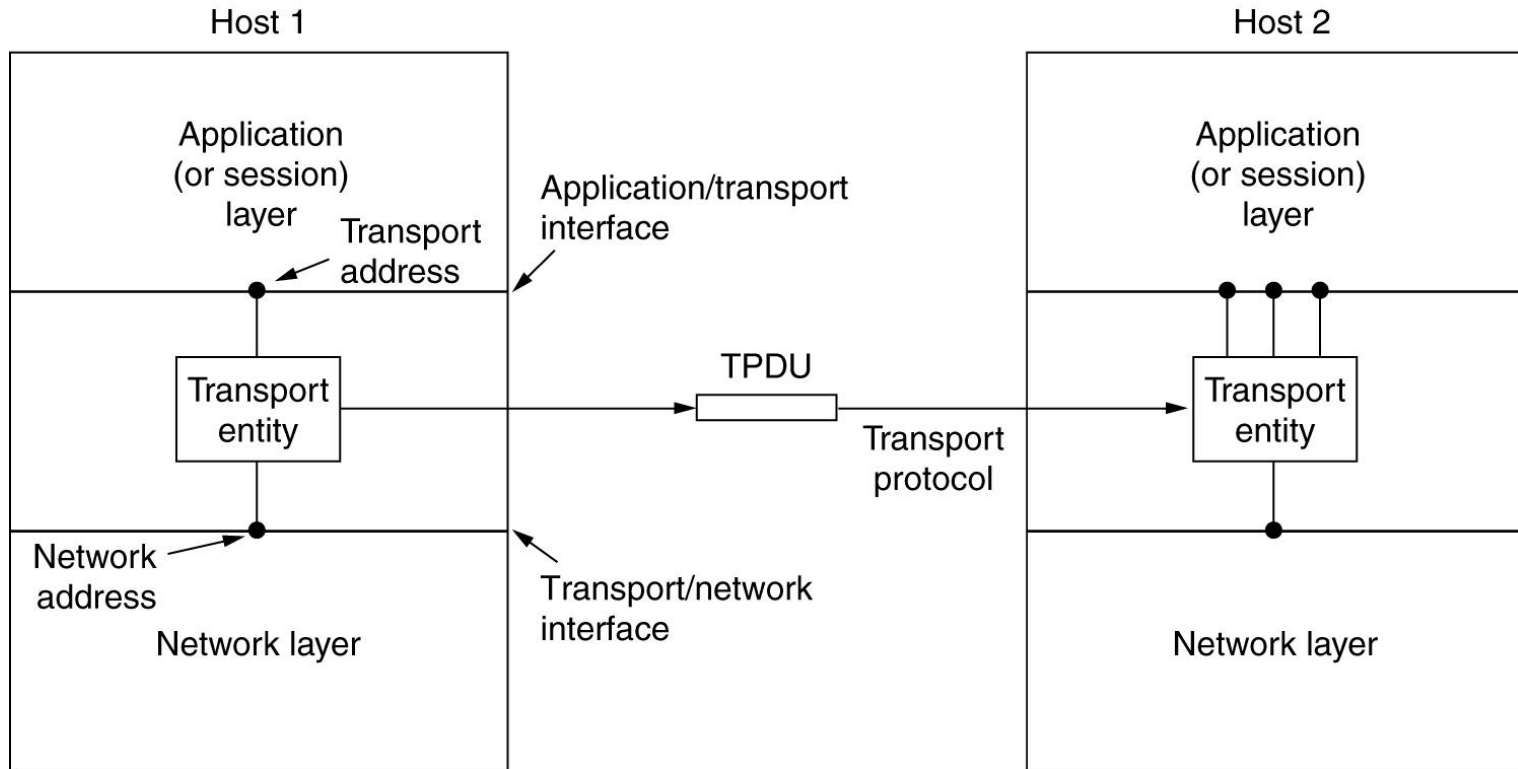 Host 1
Host 2
Application
(or session)
layer
Transport
address
Application/transport
interface
Application
(or session)
layer
Transport
entity
TPDU
Transport
protocol
Transport
entity
Network
address
Transport/network
interface
Network layer
Network layer